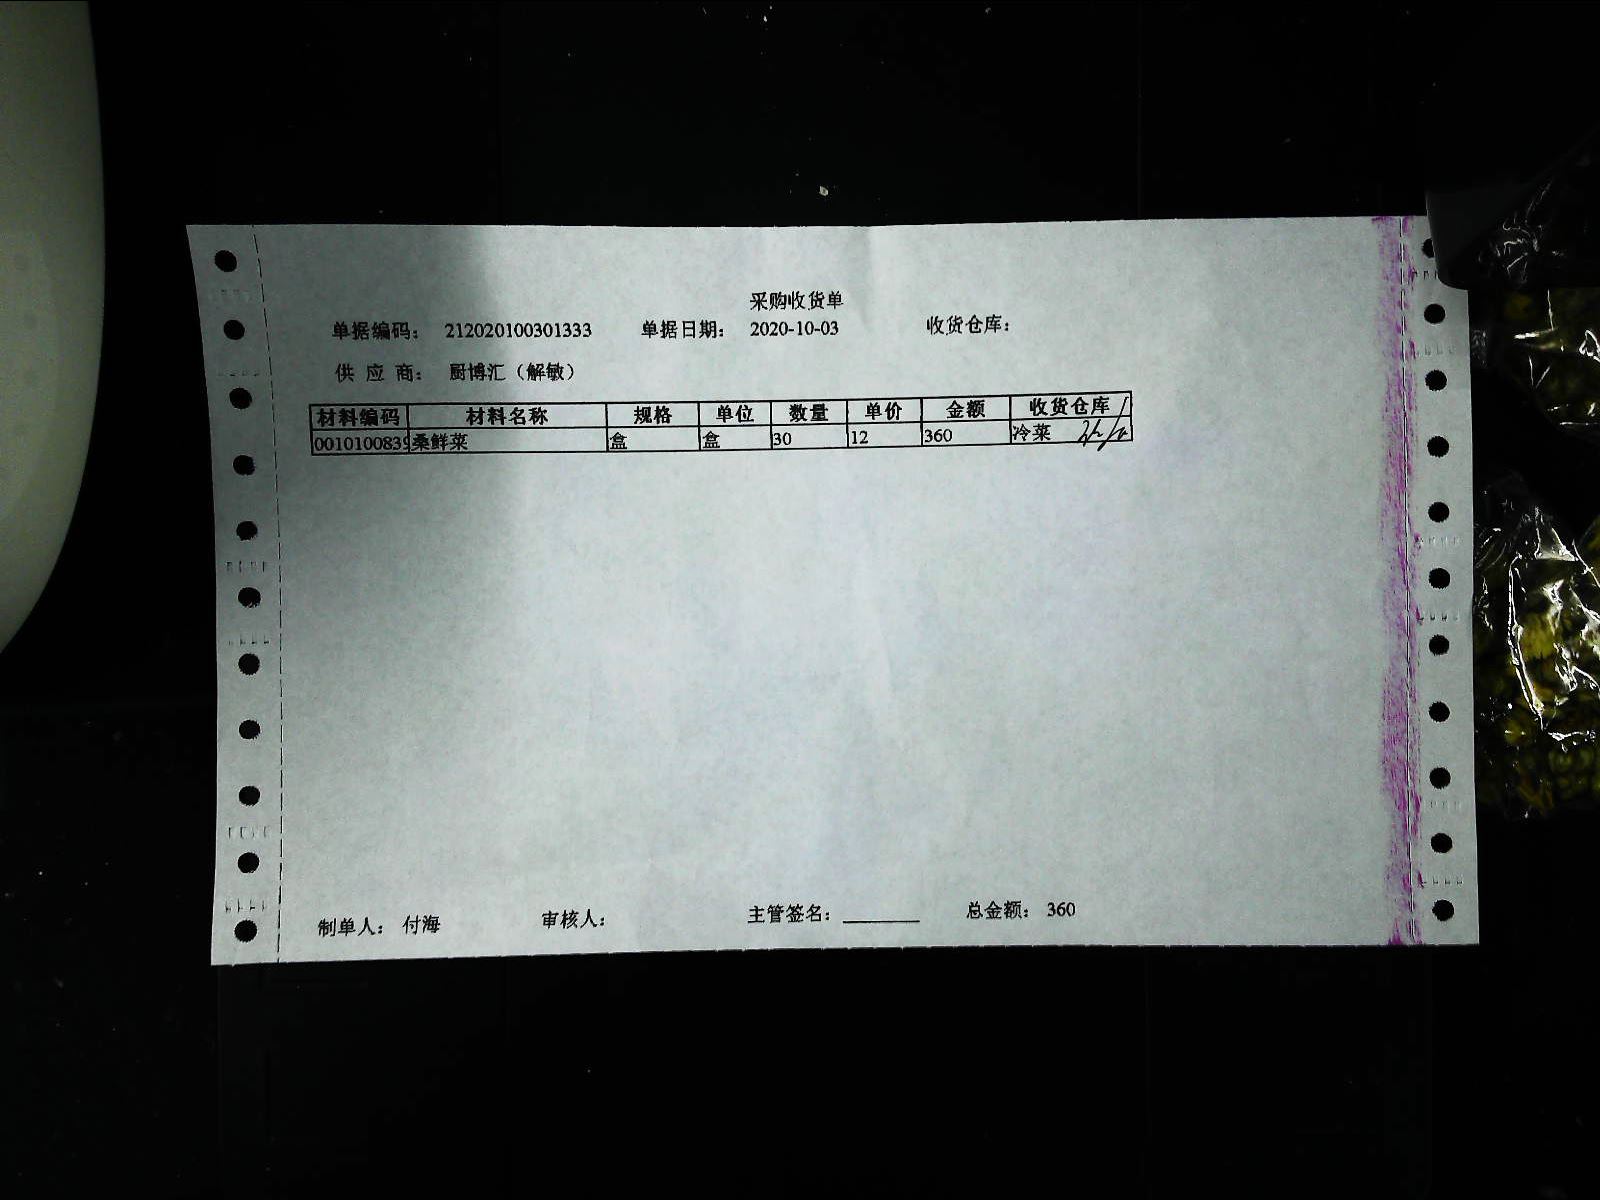 采购收货单
单据编码： 212020100301333 单据日期： 2020-10-03 收货仓库：
供 应 商： 厨博汇（解敏）
材料编码 材料名称 规格 单位 数量 单价 金额 收货仓库
0010100839 桑鲜菜 盒 盒 30 12 360 冷菜
制单人： 付海 审核人： 主管签名： 总金额： 360